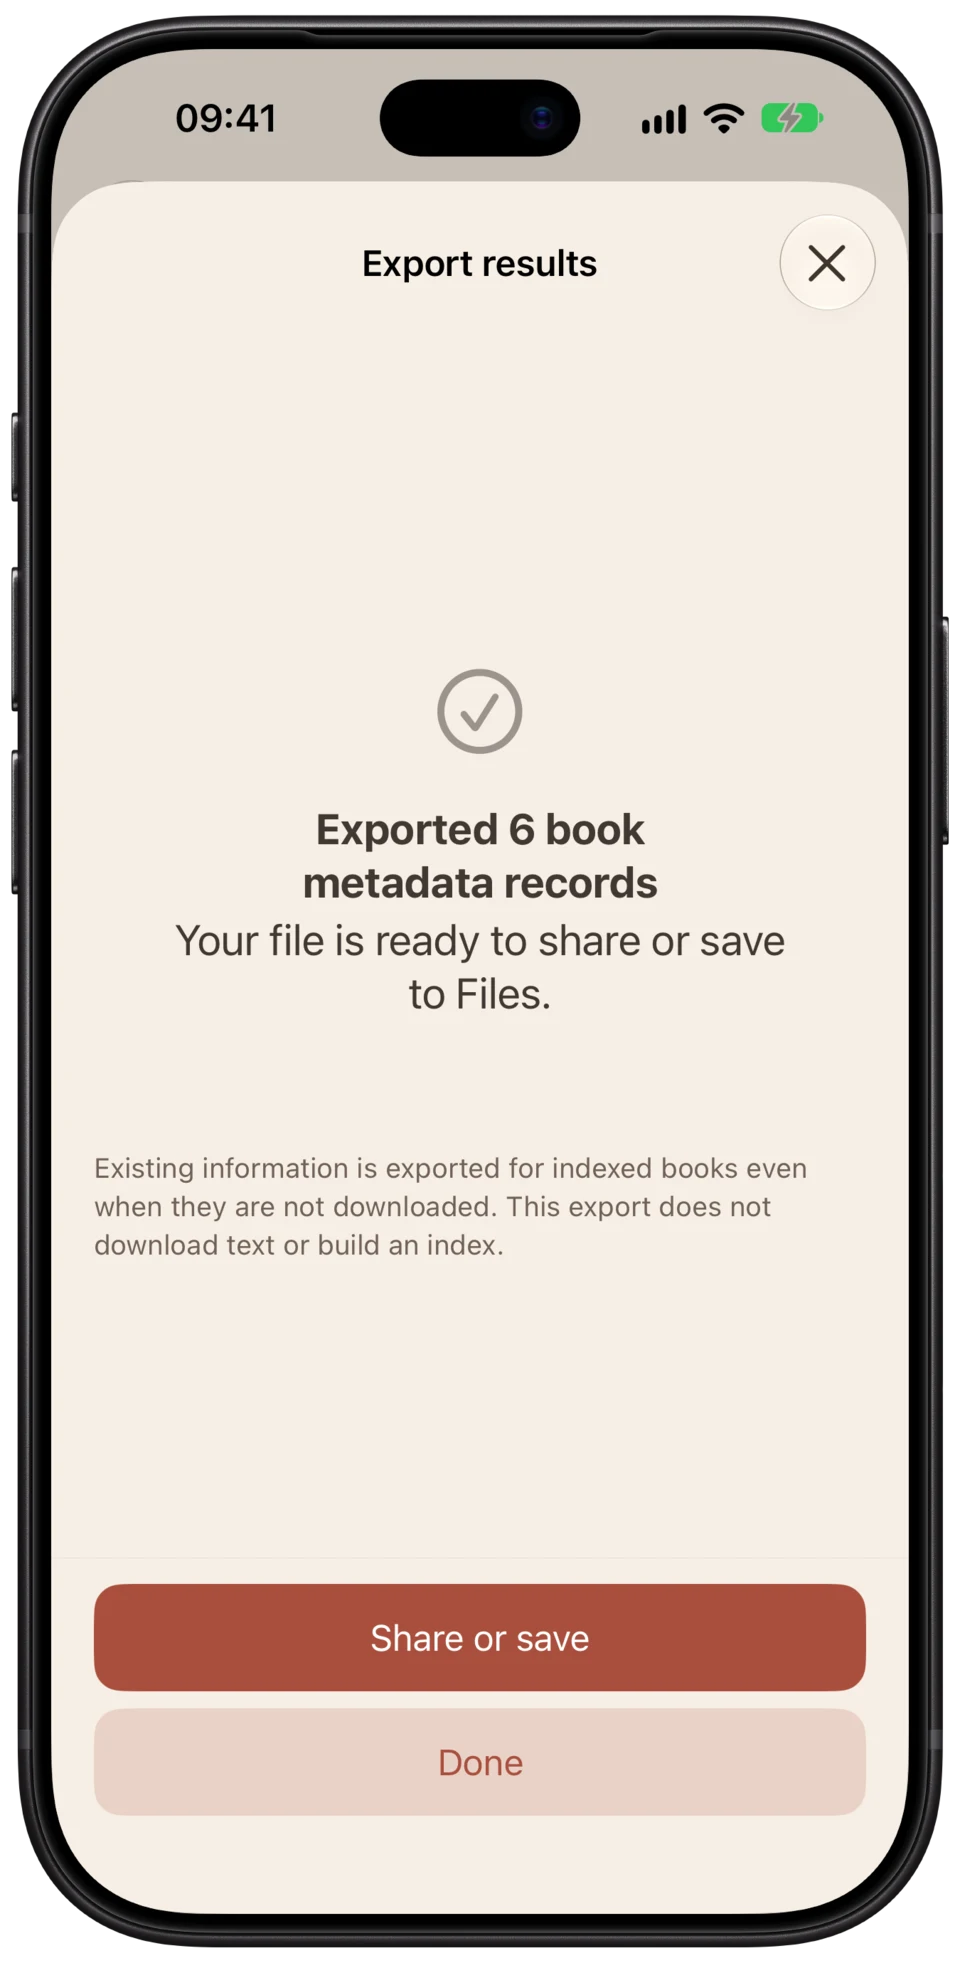 09:41
Export results
Exported 6 book
metadata records
Your file is ready to share or save
to Files.
Existing information is exported for indexed books even
when they are not downloaded. This export does not
download text or build an index.
Share or save
Done